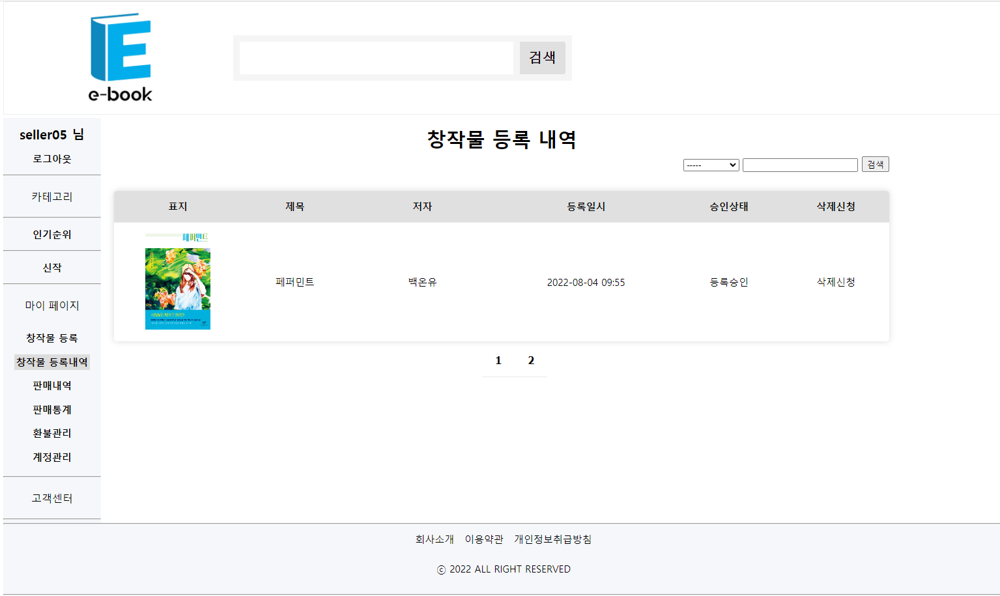 e-book
검색
seller05 님
로그아웃
카테고리
인기순위
신작
마이 페이지
창작물 등록
창작물 등록내역
판매내역
판매통계
환불관리
계정관리
고객센터
창작물 등록 내역
----- 검색
표지 제목 저자 등록일시 승인상태 삭제신청
페퍼민트
페퍼민트 백온유 2022-08-04 09:55 등록승인 삭제신청
1 2
회사소개 이용약관 개인정보취급방침
ⓒ 2022 ALL RIGHT RESERVED